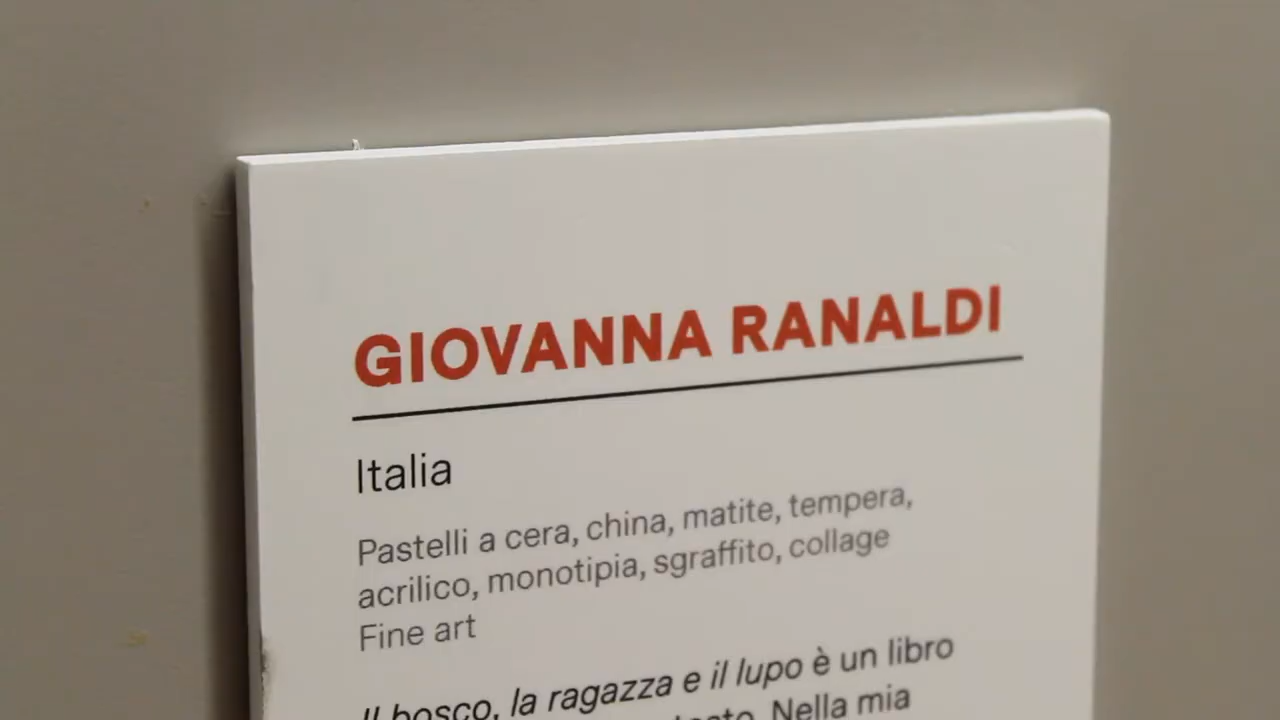 GIOVANNA RANALDI
Italia
Pastelli a cera, china, matite, tempera,
acrilico, monotipia, sgraffito, collage
Fine art
Il bosco, la ragazza e il lupo è un libro
Nella mia